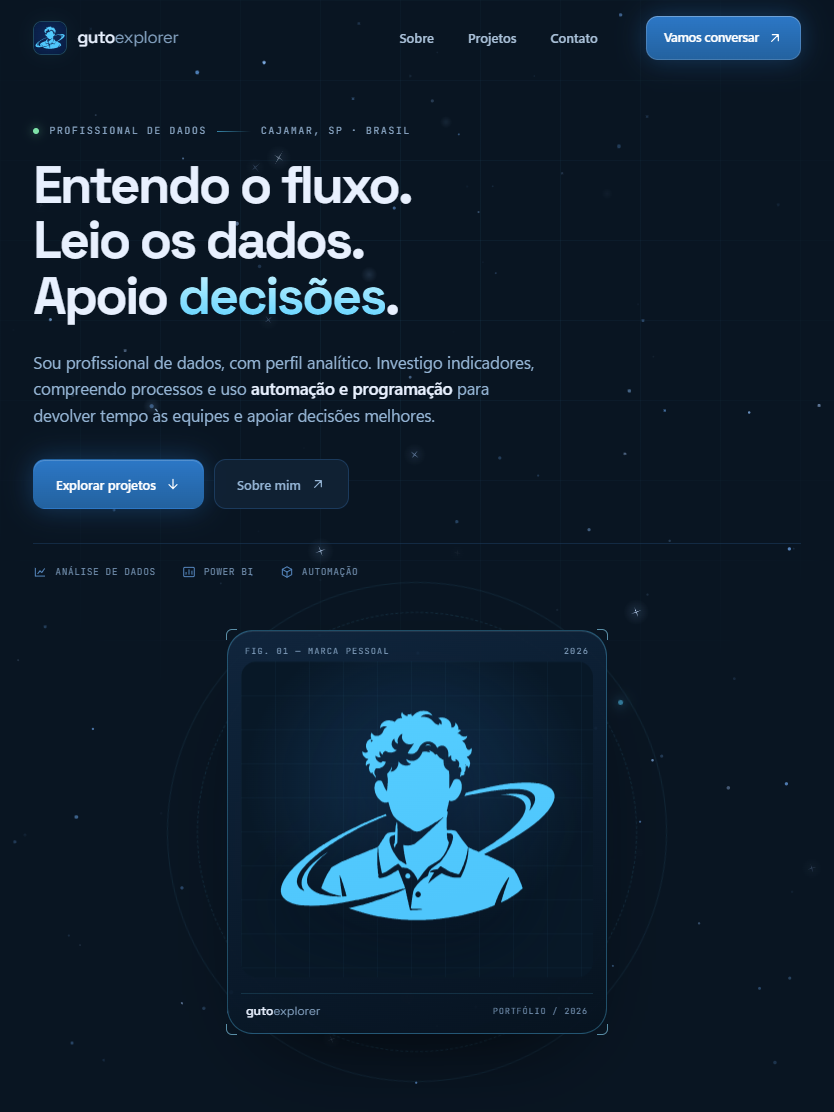 gutoexplorer
Sobre
Projetos
Contato
Vamos conversar
PROFISSIONAL DE DADOS
CAJAMAR, SP · BRASIL
Entendo o fluxo.
Leio os dados.
Apoio decisões.
Sou profissional de dados, com perfil analítico. Investigo indicadores,
compreendo processos e uso automação e programação para
devolver tempo às equipes e apoiar decisões melhores.
Explorar projetos
Sobre mim
ANÁLISE DE DADOS
POWER BI
AUTOMAÇÃO
FIG. 01 — MARCA PESSOAL
2026
gutoexplorer
PORTFÓLIO / 2026